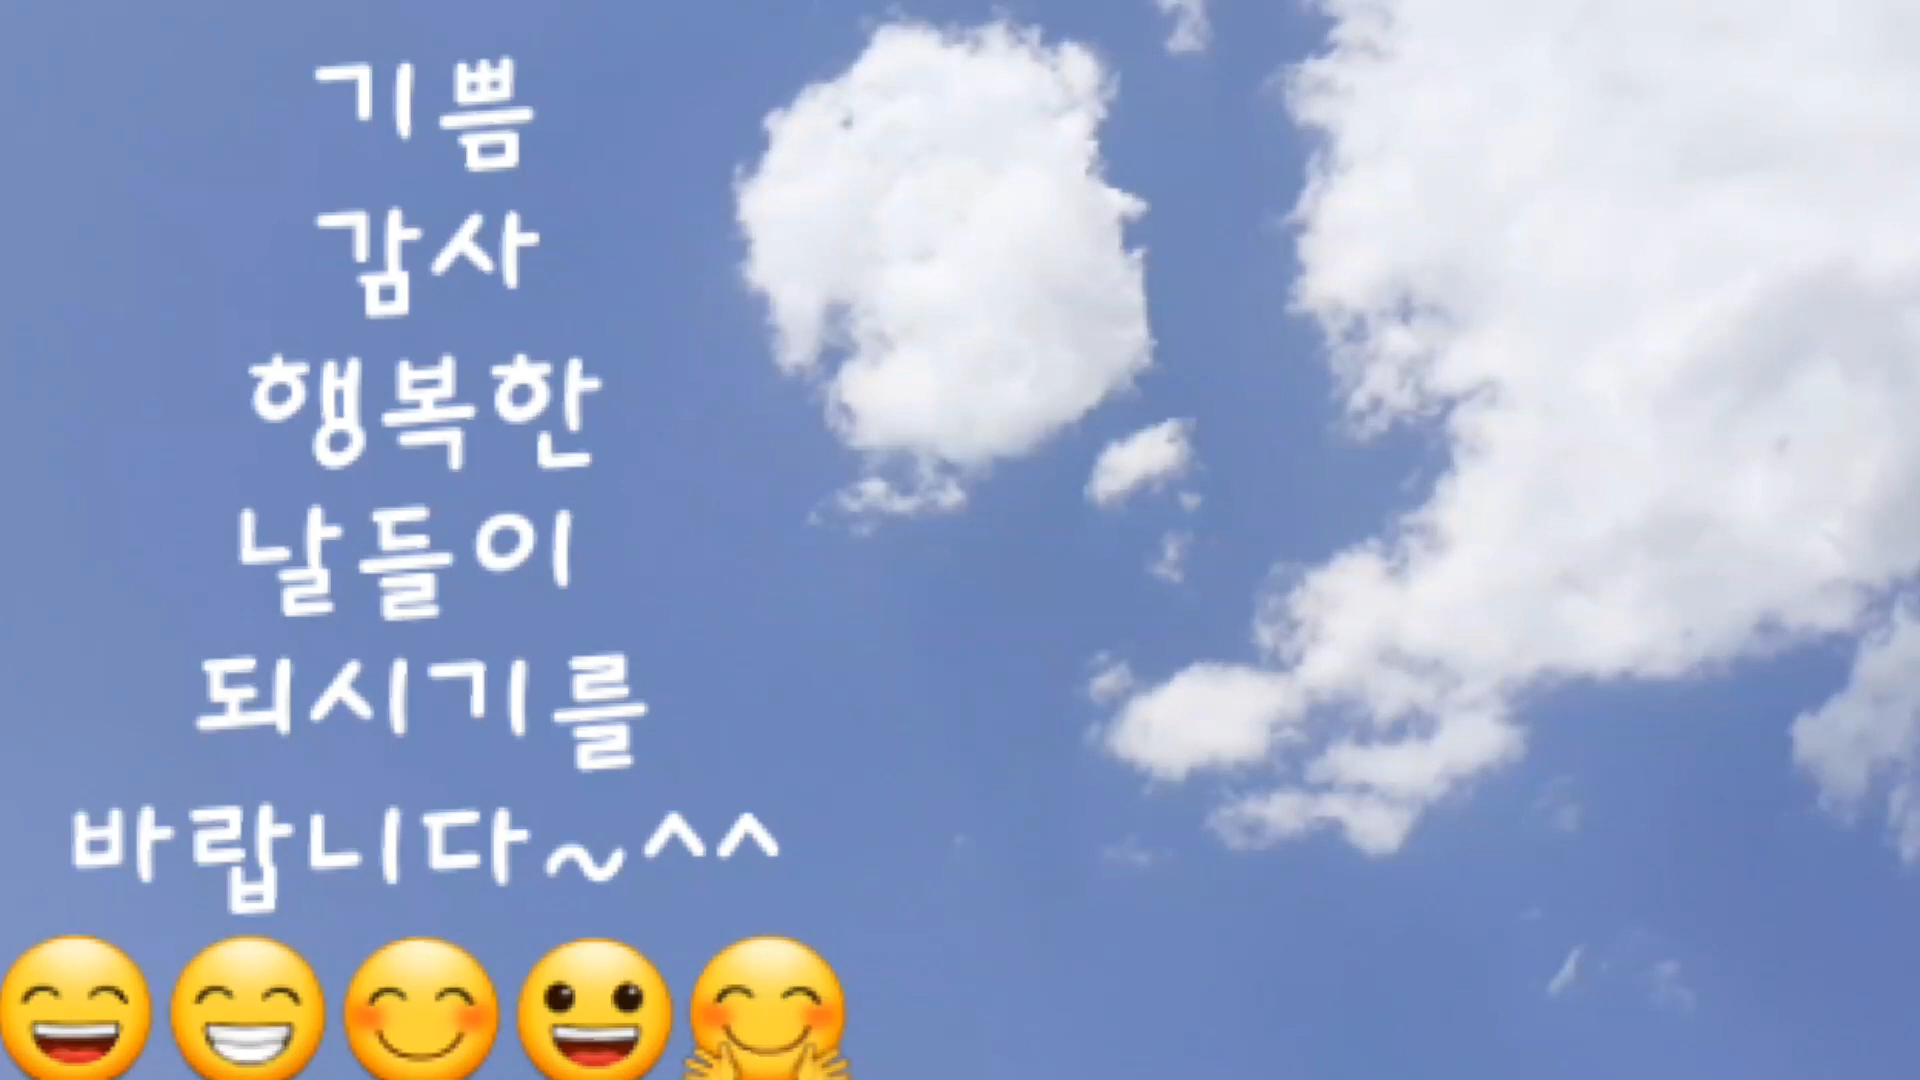 기쁨
감사
행복한
날들이
되시기를
바랍니다~^^